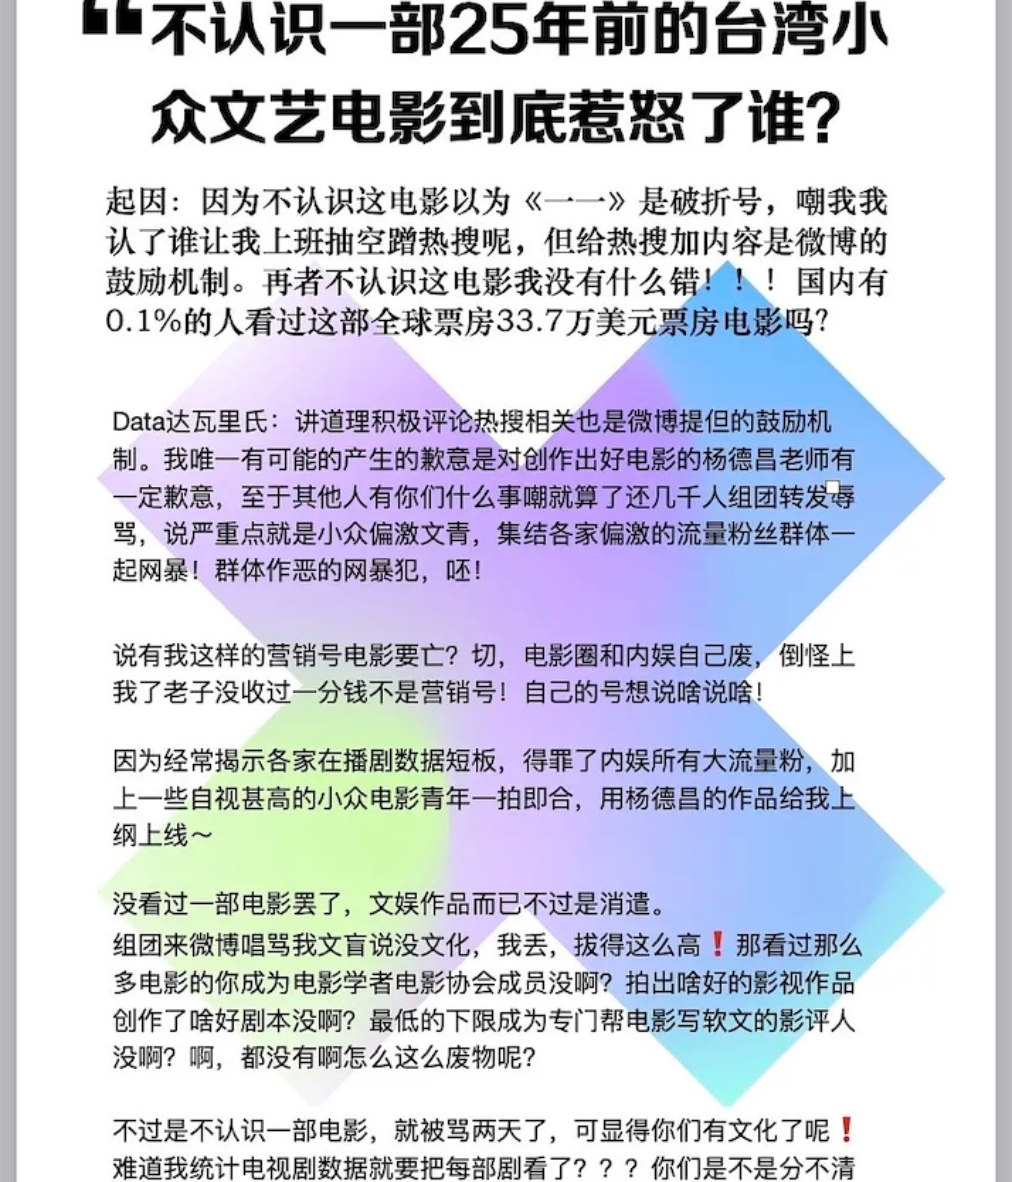 “不认识一部25年前的台湾小
众文艺电影到底惹怒了谁？
起因：因为不认识这电影以为《一一》是破折号，嘲我我
认了谁让我上班抽空蹭热搜呢，但给热搜加内容是微博的
鼓励机制。再者不认识这电影我没有什么错！！！国内有
0.1%的人看过这部全球票房33.7万美元票房电影吗？
Data达瓦里氏：讲道理积极评论热搜相关也是微博提但的鼓励机
制。我唯一有可能的产生的歉意是对创作出好电影的杨德昌老师有
一定歉意，至于其他人有你们什么事嘲就算了还几千人组团转发辱
骂，说严重点就是小众偏激文青，集结各家偏激的流量粉丝群体一
起网暴！群体作恶的网暴犯，呸！
说有我这样的营销号电影要亡？切，电影圈和内娱自己废，倒怪上
我了老子没收过一分钱不是营销号！自己的号想说啥说啥！
因为经常揭示各家在播剧数据短板，得罪了内娱所有大流量粉，加
上一些自视甚高的小众电影青年一拍即合，用杨德昌的作品给我上
纲上线～
没看过一部电影罢了，文娱作品而已不过是消遣。
组团来微博唱骂我文盲说没文化，我丢，拔得这么高❗那看过那么
多电影的你成为电影学者电影协会成员没啊？拍出啥好的影视作品
创作了啥好剧本没啊？最低的下限成为专门帮电影写软文的影评人
没啊？啊，都没有啊怎么这么废物呢？
不过是不认识一部电影，就被骂两天了，可显得你们有文化了呢❗
难道我统计电视剧数据就要把每部剧看了？？？你们是不是分不清